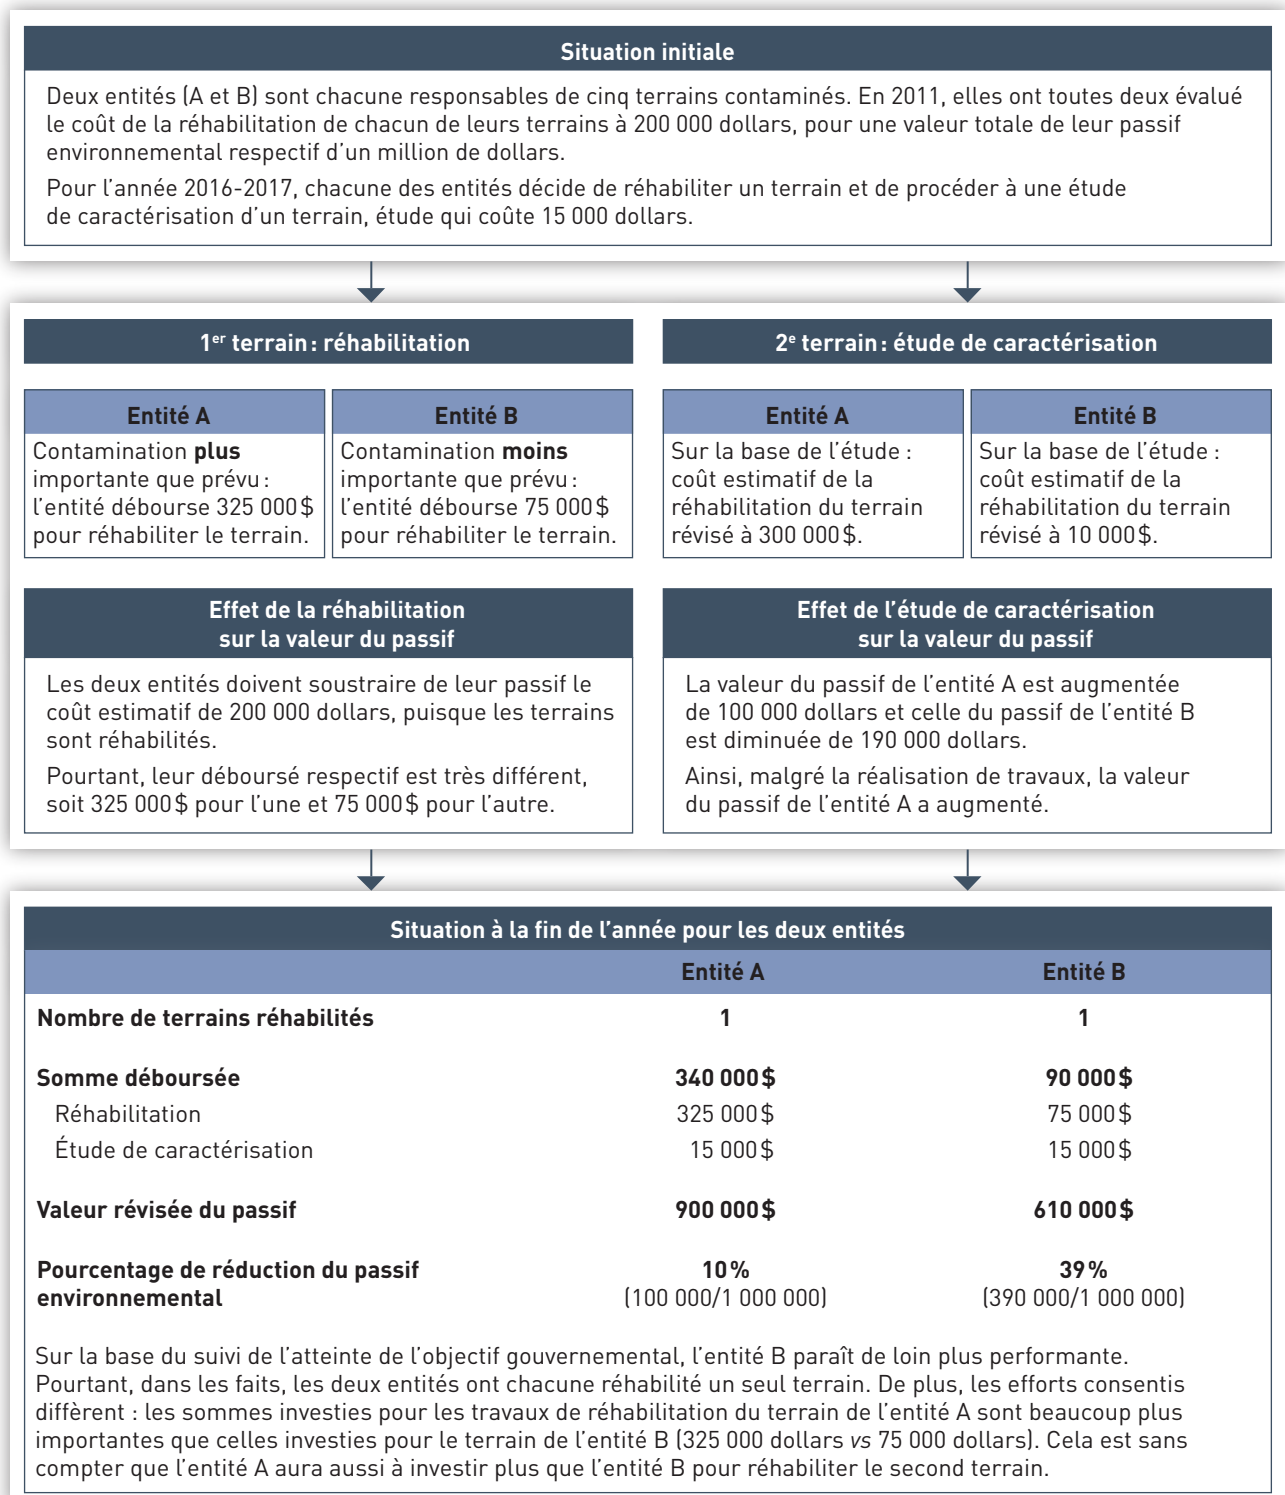 Situation initiale
Deux entités (A et B) sont chacune responsables de cinq terrains contaminés. En 2011, elles ont toutes deux évalué
le coût de la réhabilitation de chacun de leurs terrains à 200 000 dollars, pour une valeur totale de leur passif
environnemental respectif d’un million de dollars.
Pour l’année 2016-2017, chacune des entités décide de réhabiliter un terrain et de procéder à une étude
de caractérisation d’un terrain, étude qui coûte 15 000 dollars.
1er terrain : réhabilitation
Entité A
Contamination plus
importante que prévu :
l’entité débourse 325 000 $
pour réhabiliter le terrain.
Entité B
Contamination moins
importante que prévu :
l’entité débourse 75 000 $
pour réhabiliter le terrain.
Effet de la réhabilitation
sur la valeur du passif
Les deux entités doivent soustraire de leur passif le
coût estimatif de 200 000 dollars, puisque les terrains
sont réhabilités.
Pourtant, leur déboursé respectif est très différent,
soit 325 000 $ pour l’une et 75 000 $ pour l’autre.
2e terrain : étude de caractérisation
Entité A
Sur la base de l’étude :
coût estimatif de la
réhabilitation du terrain
révisé à 300 000 $.
Entité B
Sur la base de l’étude :
coût estimatif de la
réhabilitation du terrain
révisé à 10 000 $.
Effet de l’étude de caractérisation
sur la valeur du passif
La valeur du passif de l’entité A est augmentée
de 100 000 dollars et celle du passif de l’entité B
est diminuée de 190 000 dollars.
Ainsi, malgré la réalisation de travaux, la valeur
du passif de l’entité A a augmenté.
Situation à la fin de l’année pour les deux entités
Entité A Entité B
Nombre de terrains réhabilités 1 1
Somme déboursée 340 000 $ 90 000 $
Réhabilitation 325 000 $ 75 000 $
Étude de caractérisation 15 000 $ 15 000 $
Valeur révisée du passif 900 000 $ 610 000 $
Pourcentage de réduction du passif 10 % 39 %
environnemental (100 000/1 000 000) (390 000/1 000 000)
Sur la base du suivi de l’atteinte de l’objectif gouvernemental, l’entité B paraît de loin plus performante.
Pourtant, dans les faits, les deux entités ont chacune réhabilité un seul terrain. De plus, les efforts consentis
diffèrent : les sommes investies pour les travaux de réhabilitation du terrain de l’entité A sont beaucoup plus
importantes que celles investies pour le terrain de l’entité B (325 000 dollars vs 75 000 dollars). Cela est sans
compter que l’entité A aura aussi à investir plus que l’entité B pour réhabiliter le second terrain.